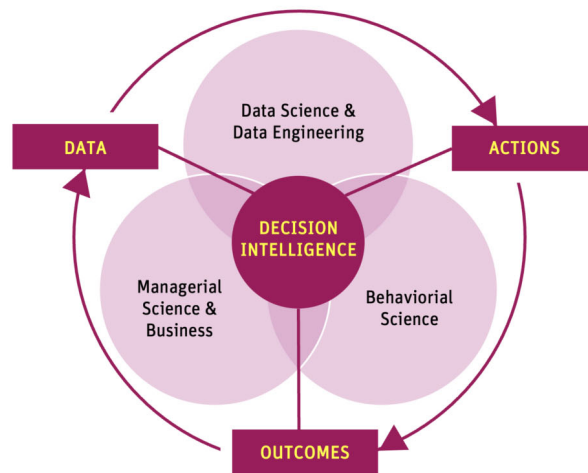 Data Science &
Data Engineering
DATA
ACTIONS
DECISION
INTELLIGENCE
Managerial
Science &
Business
Behaviorial
Science
OUTCOMES